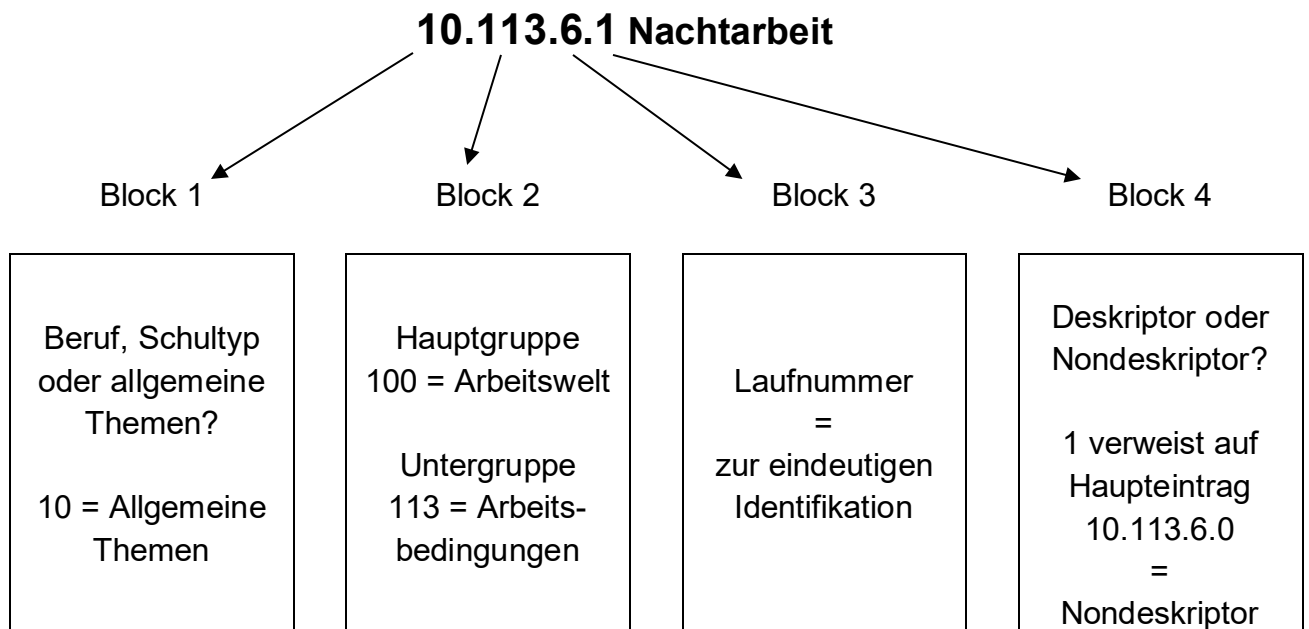 10.113.6.1 Nachtarbeit
Block 1
Block 2
Block 3
Block 4
Beruf, Schultyp
oder allgemeine
Themen?
10 = Allgemeine
Themen
Hauptgruppe
100 = Arbeitswelt
Untergruppe
113 = Arbeits-
bedingungen
Laufnummer
=
zur eindeutigen
Identifikation
Deskriptor oder
Nondeskriptor?
1 verweist auf
Haupteintrag
10.113.6.0
=
Nondeskriptor